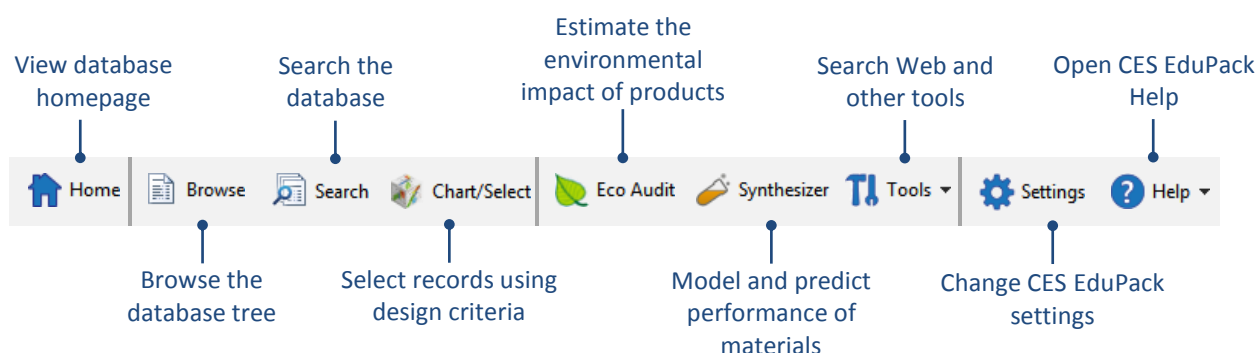 Estimate the
environmental
impact of products
View database
homepage
Search the
database
Search Web and
other tools
Open CES EduPack
Help
Home
Browse
Search
Chart/Select
Eco Audit
Synthesizer
Tools
Settings
Help
Browse the
database tree
Select records using
design criteria
Model and predict
performance of
materials
Change CES EduPack
settings